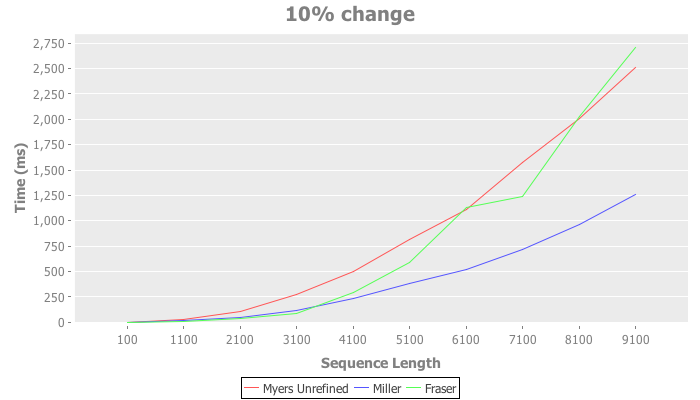 10% change
2,750
2,500
2,250
2,000
1,750
1,500
1,250
1,000
750
500
250
0
Time (ms)
100 1100 2100 3100 4100 5100 6100 7100 8100 9100
Sequence Length
Myers Unrefined Miller Fraser